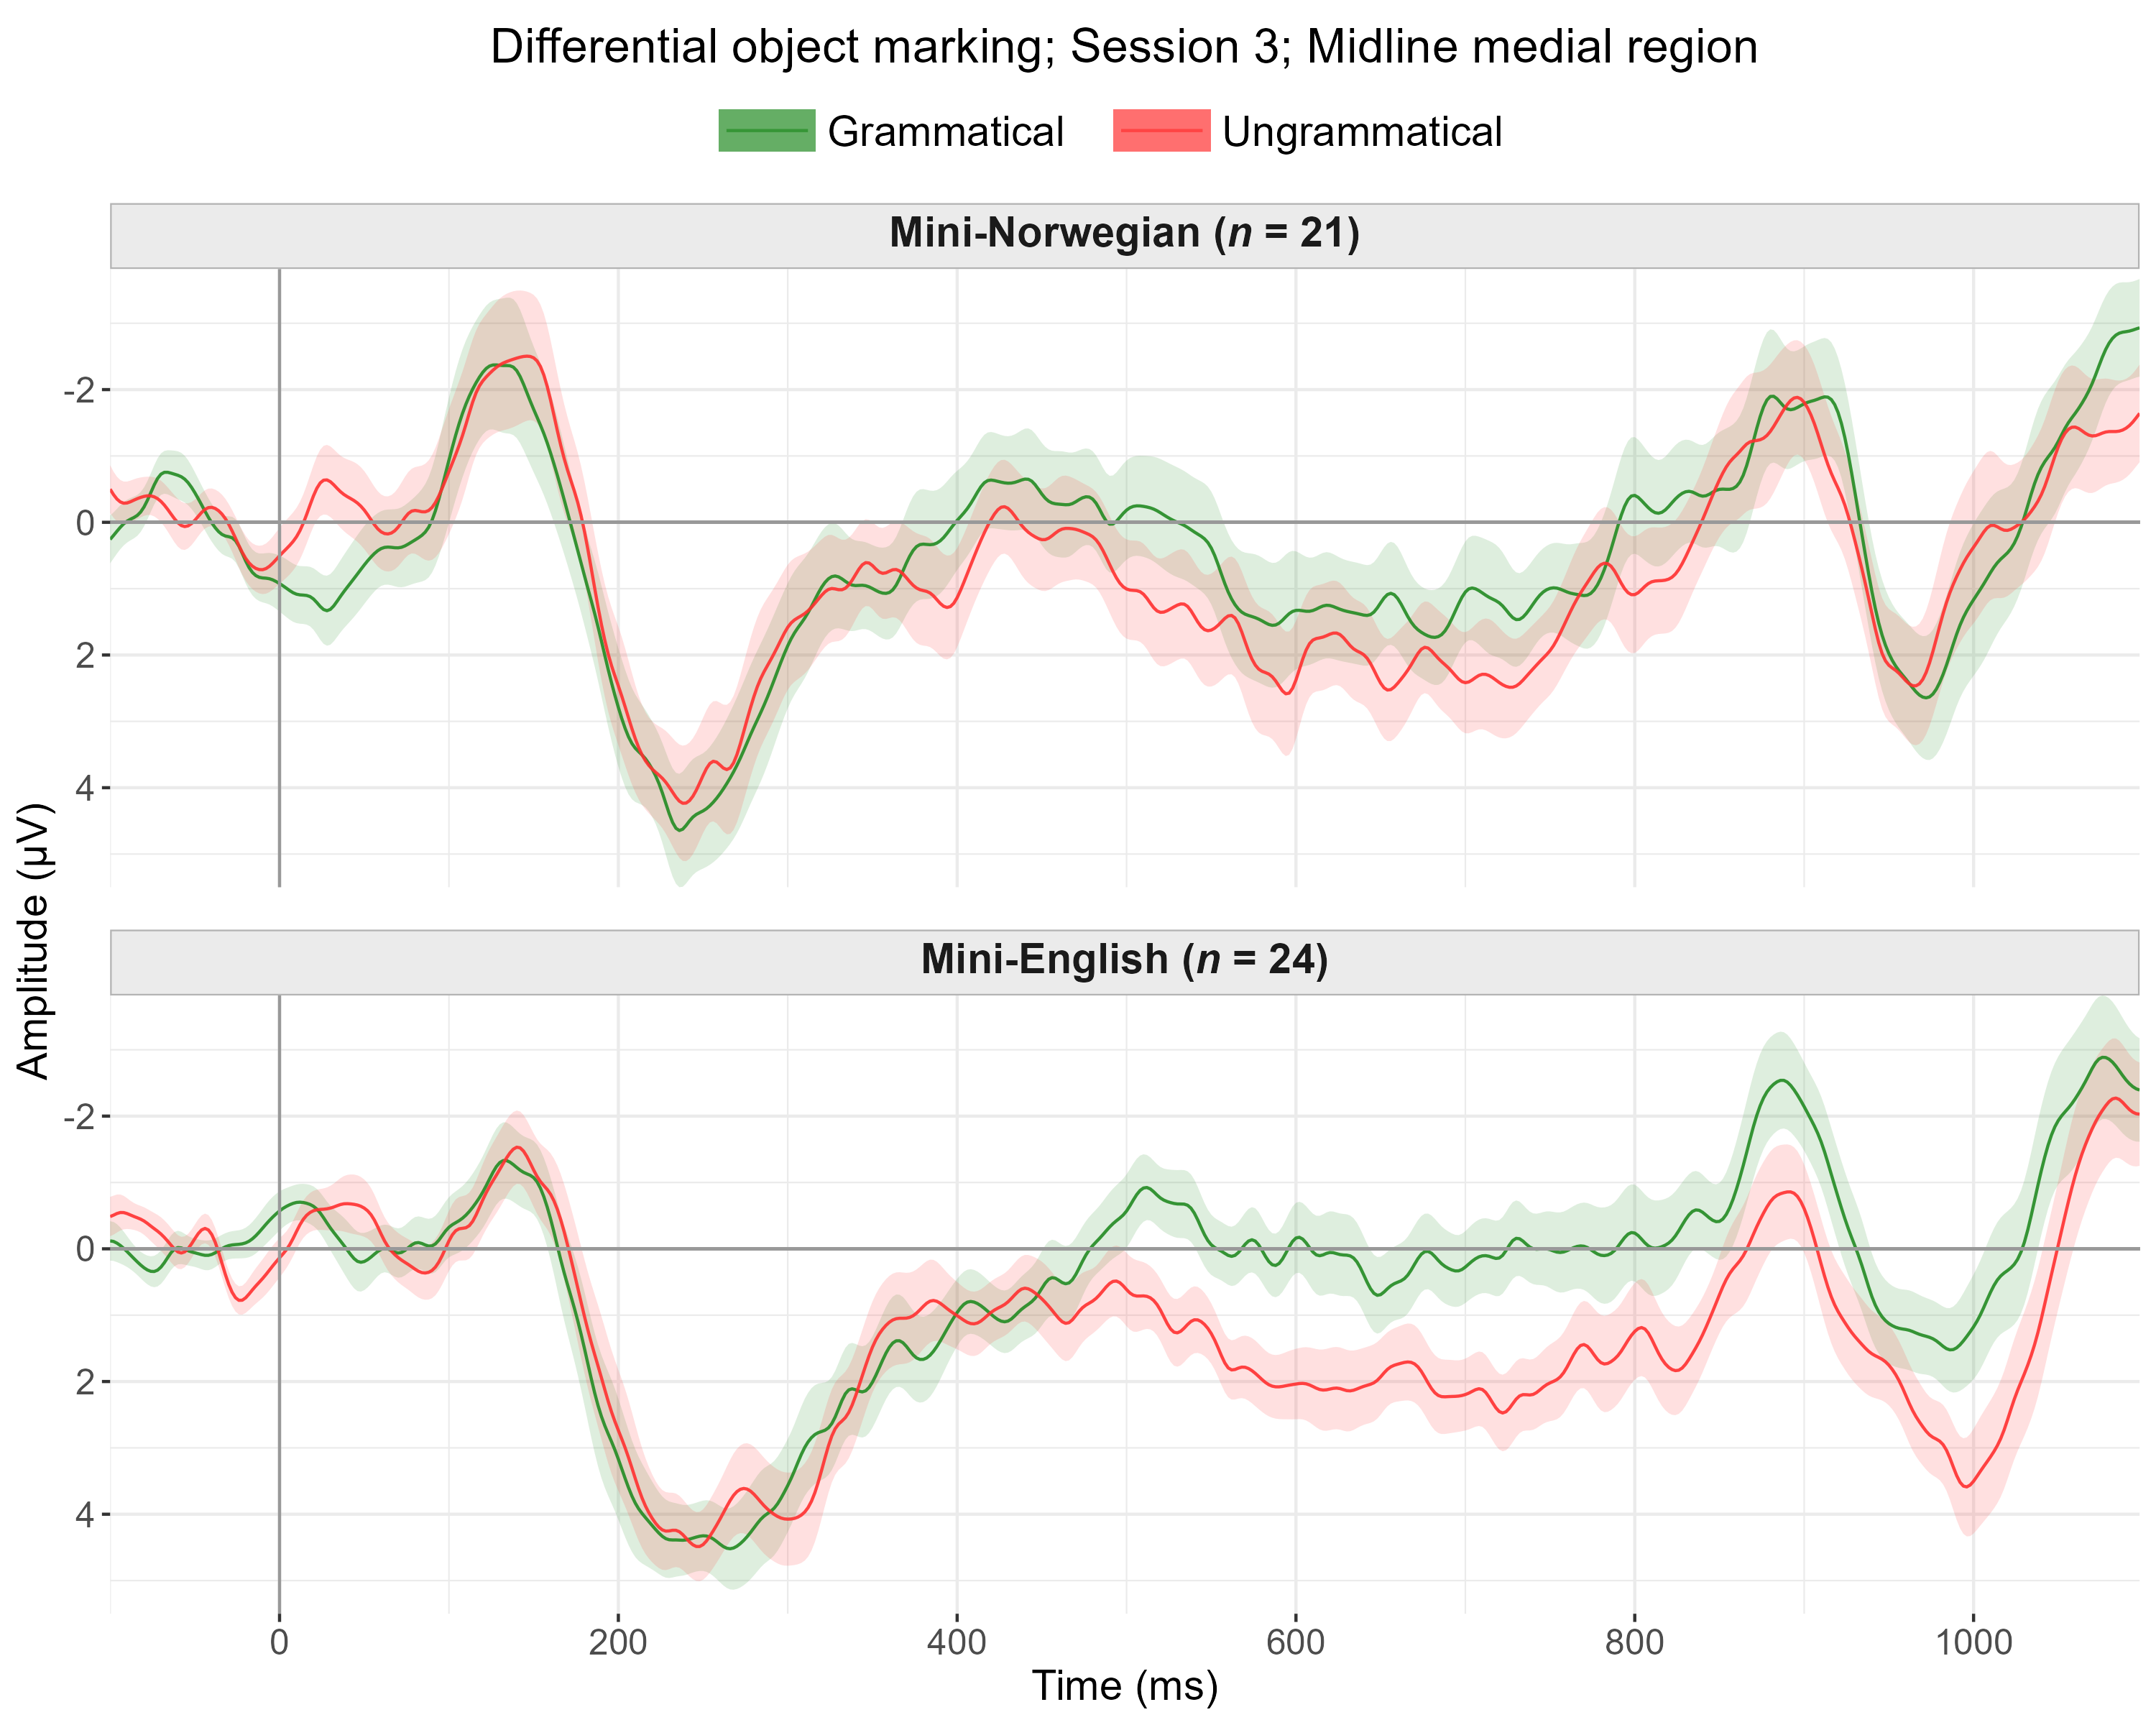 Differential object marking; Session 3; Midline medial region
Grammatical Ungrammatical
Mini-Norwegian (n = 21)
-2
0
2
4
Mini-English (n = 24)
-2
0
2
4
0 200 400 600 800 1000
Time (ms)
Amplitude (µV)